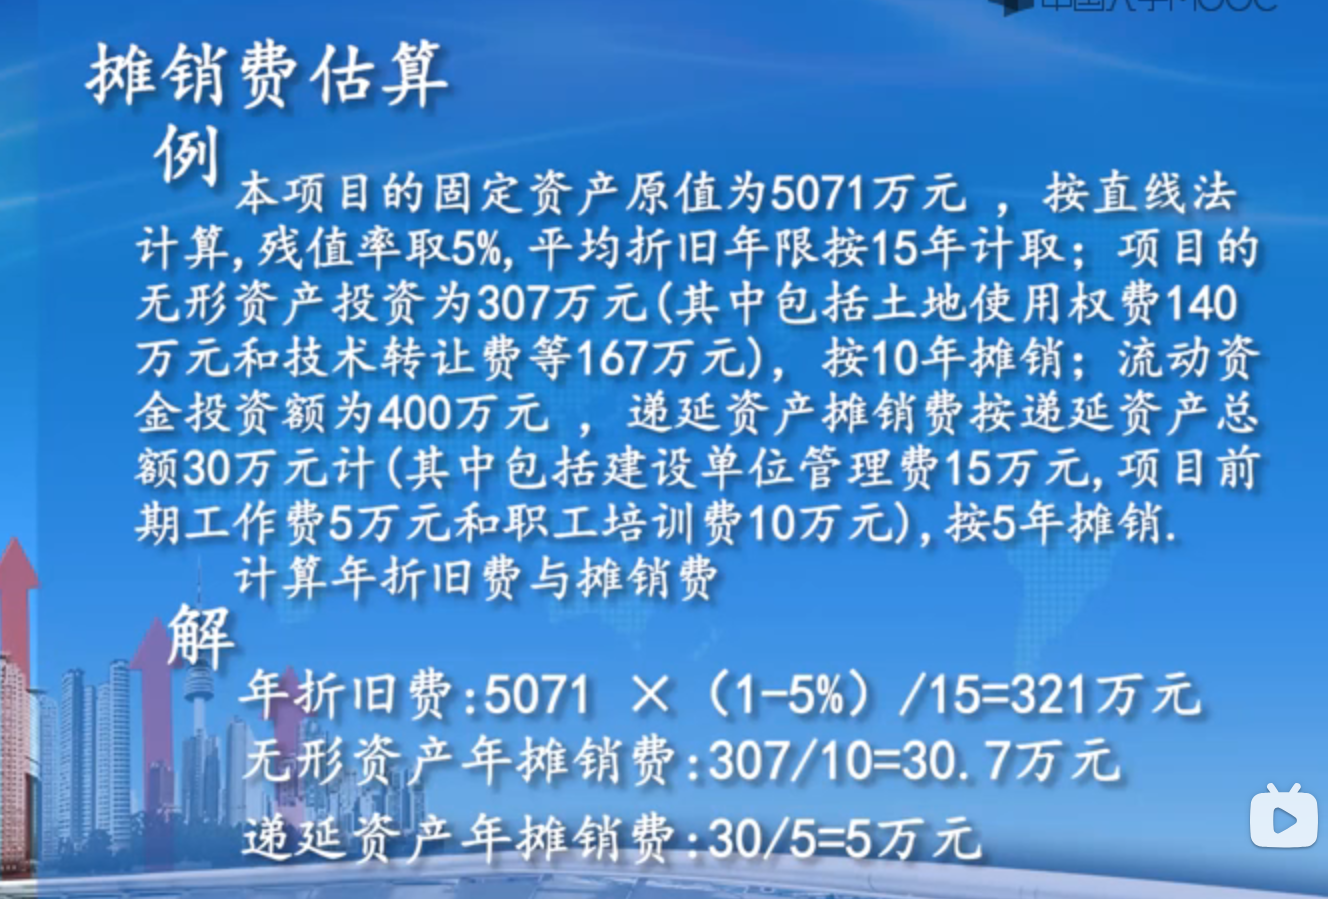 中国大学MOOC
摊销费估算
例
本项目的固定资产原值为5071万元 ，按直线法
计算,残值率取5%,平均折旧年限按15年计取；项目的
无形资产投资为307万元(其中包括土地使用权费140
万元和技术转让费等167万元)，按10年摊销；流动资
金投资额为400万元 ，递延资产摊销费按递延资产总
额30万元计(其中包括建设单位管理费15万元,项目前
期工作费5万元和职工培训费10万元),按5年摊销.
计算年折旧费与摊销费
解
年折旧费:5071 ×（1-5%）/15=321万元
无形资产年摊销费:307/10=30.7万元
递延资产年摊销费:30/5=5万元